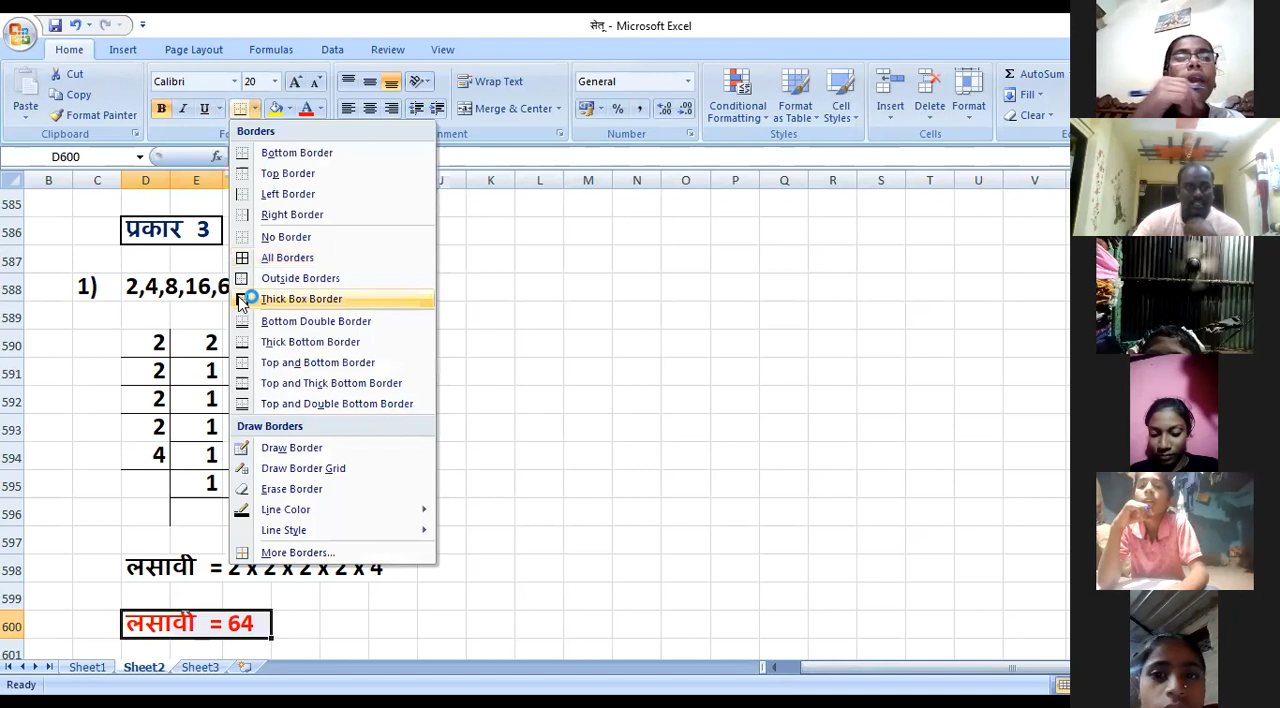 सेतू - Microsoft Excel
Home Insert Page Layout Formulas Data Review View
Paste Cut Copy Format Painter
Clipboard
Calibri 20
B I U A
Wrap Text
Merge & Center
General
% ,
Number
Conditional Formatting Format as Table Cell Styles
Styles
Insert Delete Format
Cells
AutoSum
Fill
Clear
D600 fx
B C D E J K L M N O P Q R S T U V
Borders
Bottom Border
Top Border
Left Border
Right Border
No Border
All Borders
Outside Borders
Thick Box Border
Bottom Double Border
Thick Bottom Border
Top and Bottom Border
Top and Thick Bottom Border
Top and Double Bottom Border
Draw Borders
Draw Border
Draw Border Grid
Erase Border
Line Color
Line Style
More Borders...
585
586 प्रकार 3
587
588 1) 2,4,8,16,6
589
590 2 2
591 2 1
592 2 1
593 2 1
594 4 1
595 1
596
597
598 लसावी = 2 x 2 x 2 x 2 x 4
599
600 लसावी = 64
601
Sheet1 Sheet2 Sheet3
Ready